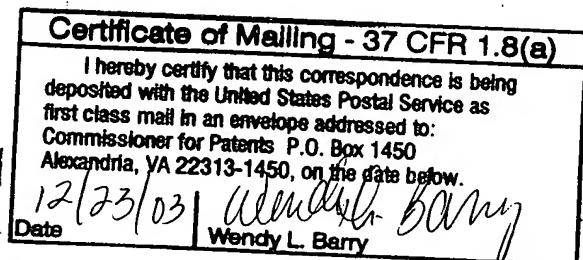 Certificate of Mailing - 37 CFR 1.8(a)
I hereby certify that this correspondence is being
deposited with the United States Postal Service as
first class mail in an envelope addressed to:
Commissioner for Patents P.O. Box 1450
Alexandria, VA 22313-1450, on the date below.
12/23/03 Wendy L. Barry
Date Wendy L. Barry